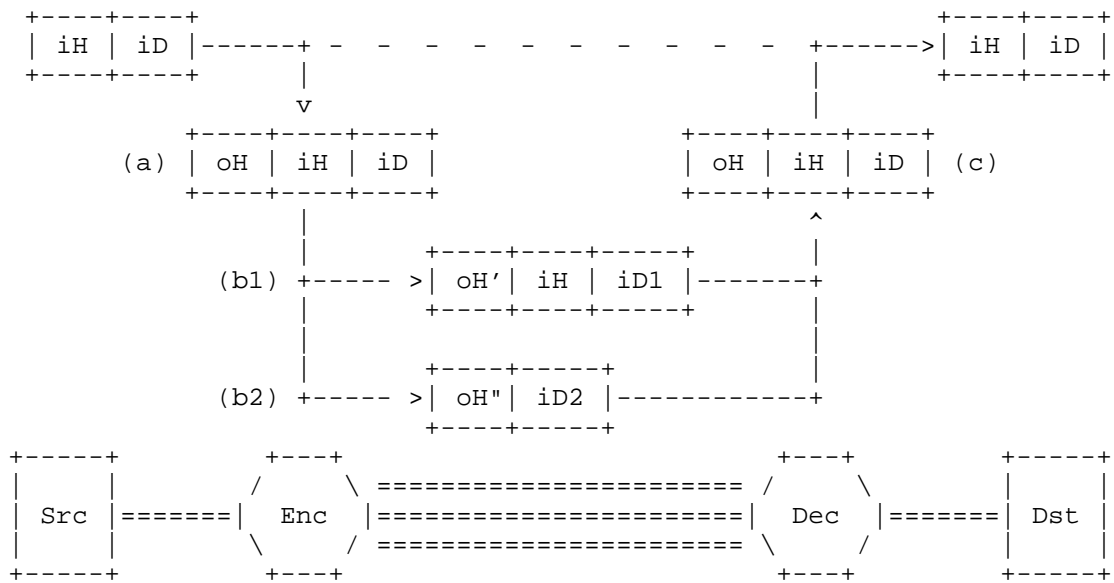 iH iD iH iD
(a) oH iH iD oH iH iD (c)
(b1) oH' iH iD1
(b2) oH" iD2
Src Enc Dec Dst